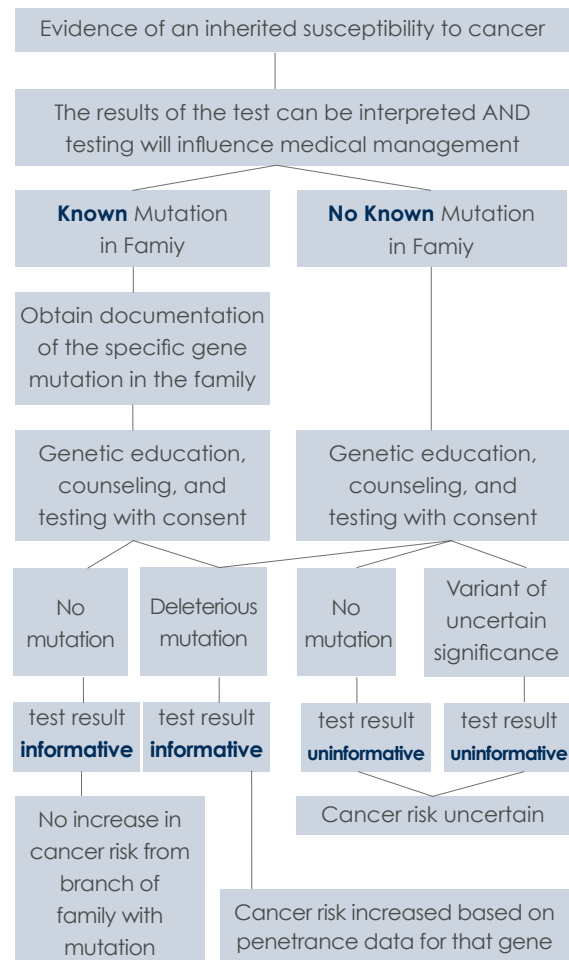 Evidence of an inherited susceptibility to cancer
The results of the test can be interpreted AND
testing will influence medical management
Known Mutation
in Famiy
No Known Mutation
in Famiy
Obtain documentation
of the specific gene
mutation in the family
Genetic education,
counseling, and
testing with consent
Genetic education,
counseling, and
testing with consent
No
mutation
Deleterious
mutation
No
mutation
Variant of
uncertain
significance
test result
informative
test result
informative
test result
uninformative
test result
uninformative
No increase in
cancer risk from
branch of
family with
mutation
Cancer risk uncertain
Cancer risk increased based on
penetrance data for that gene